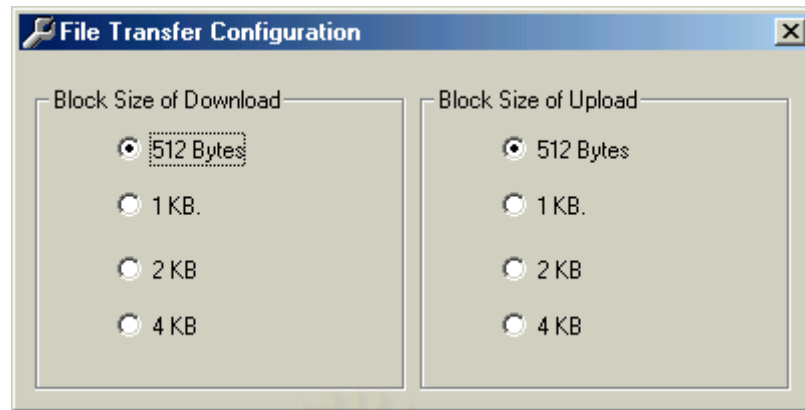 File Transfer Configuration
Block Size of Download
512 Bytes
1 KB.
2 KB
4 KB
Block Size of Upload
512 Bytes
1 KB.
2 KB
4 KB